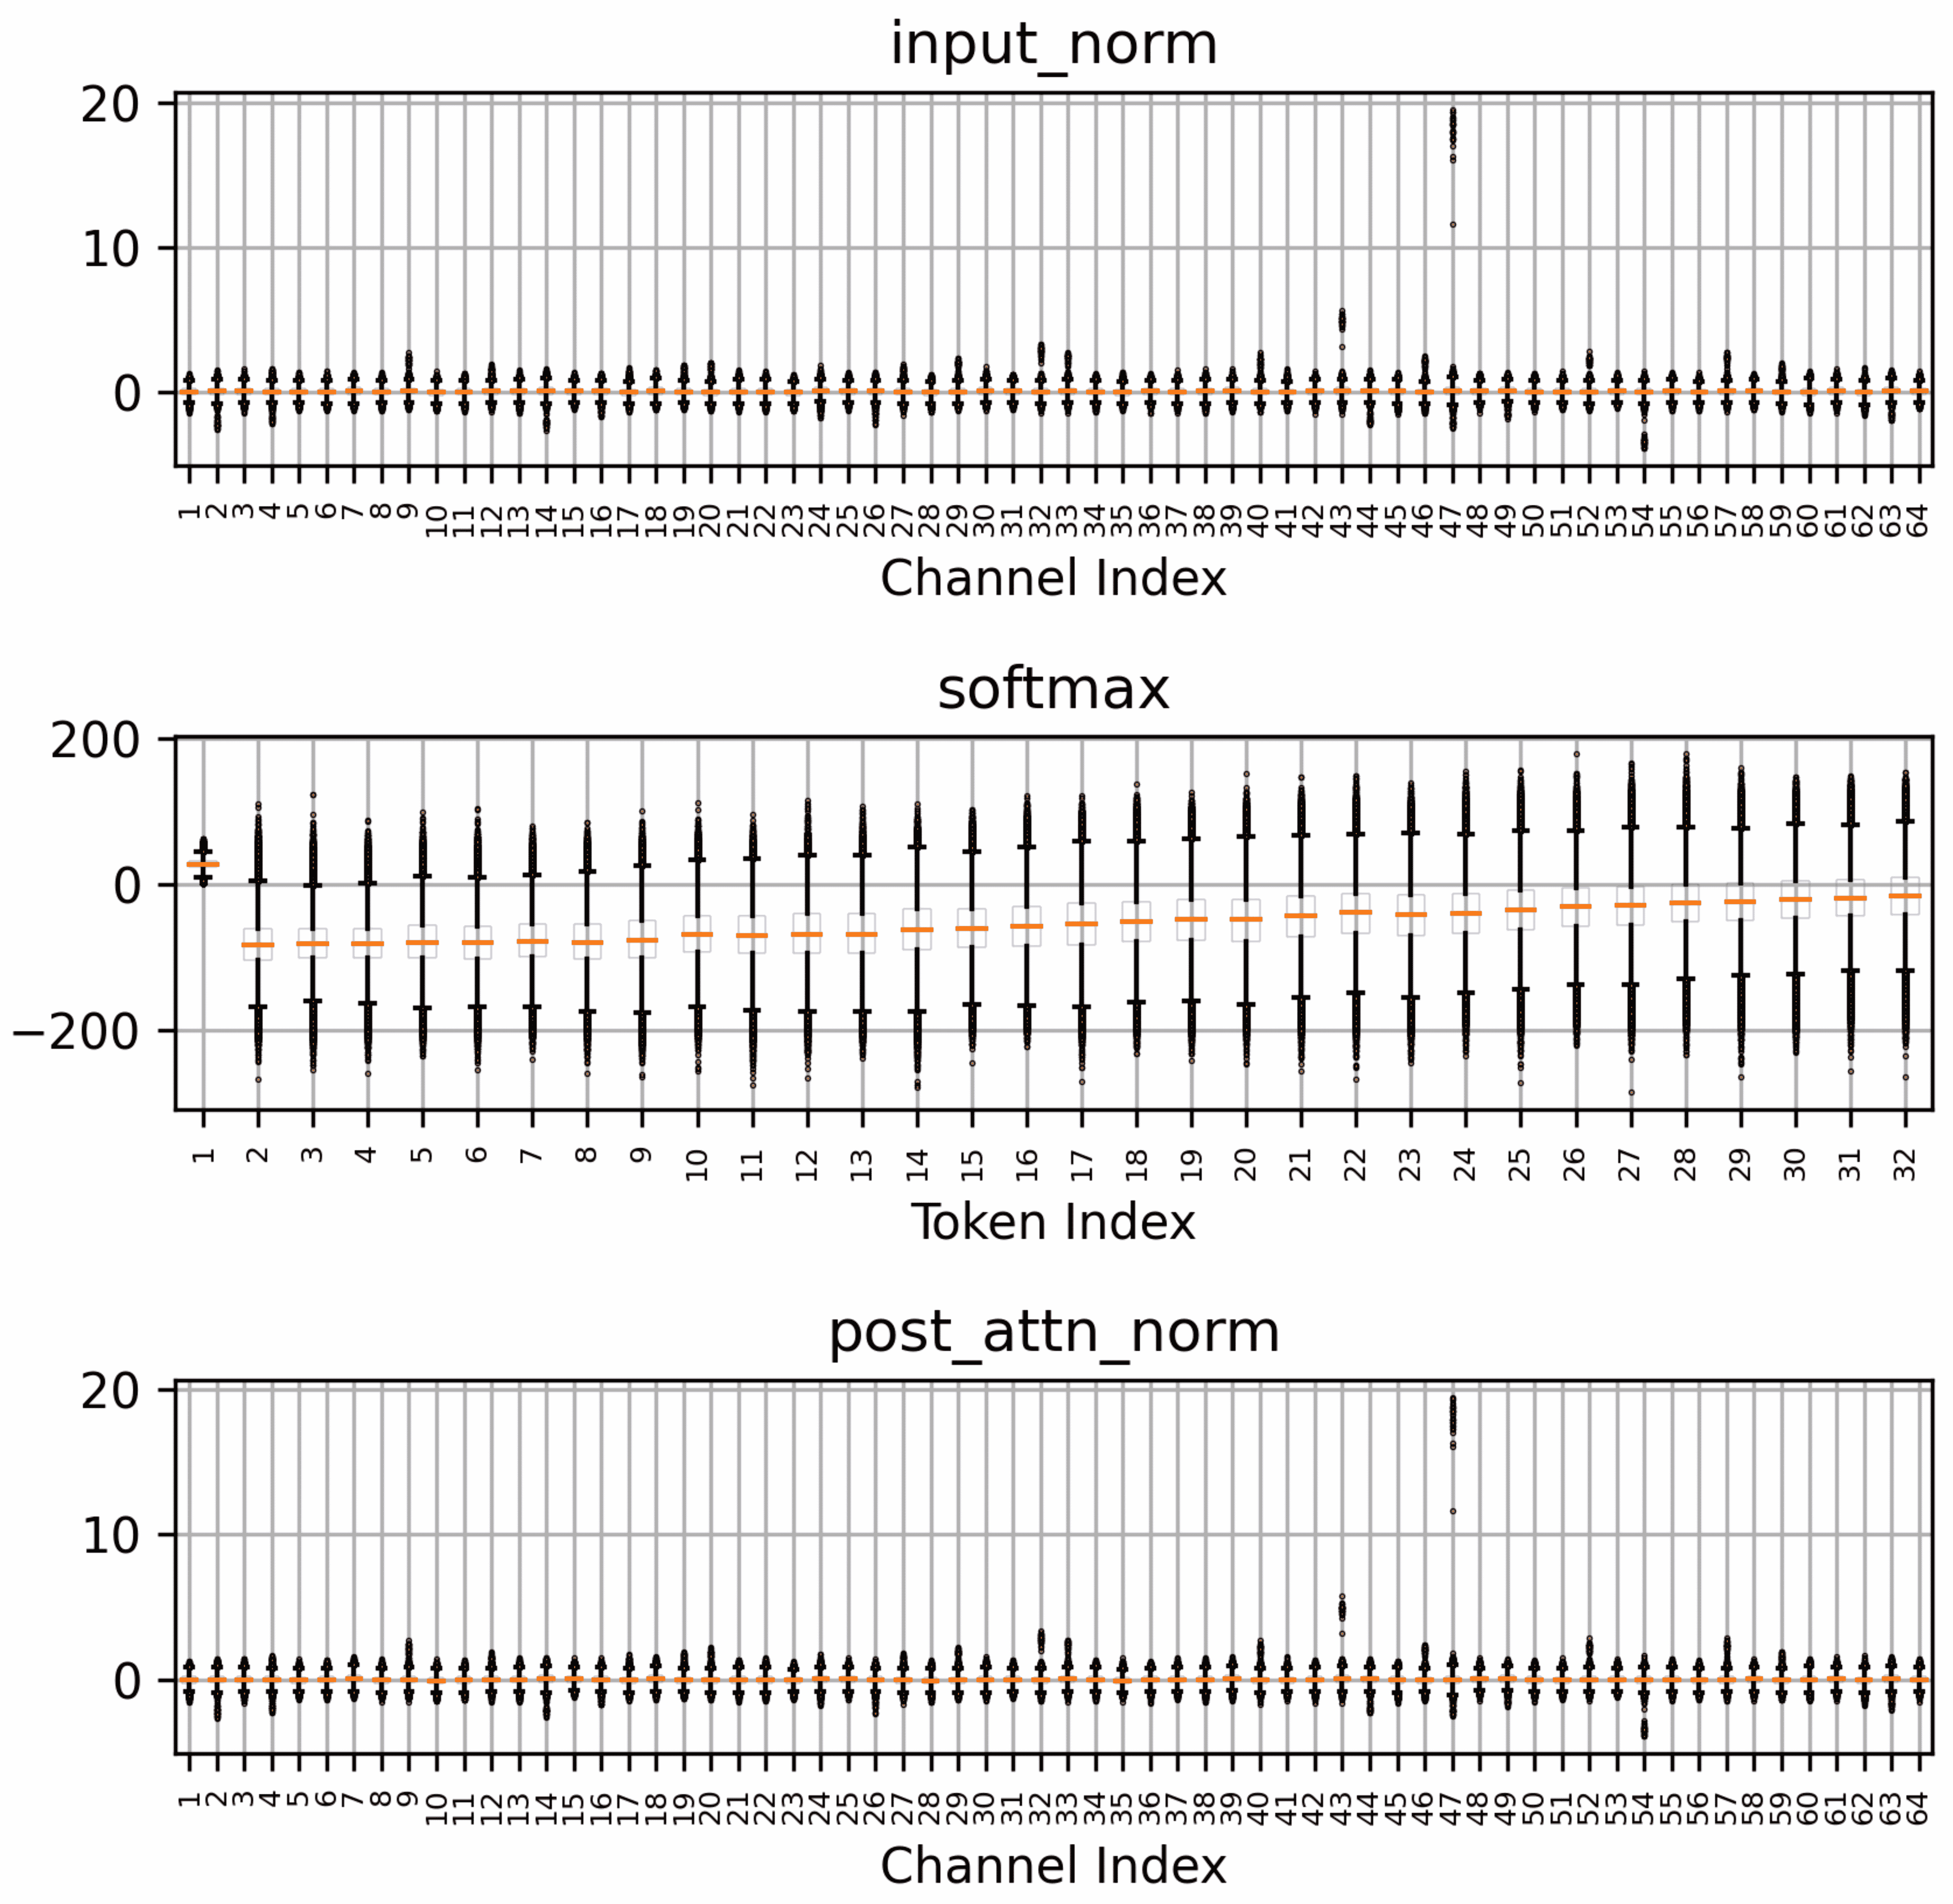 input_norm
20
10
0
1 2 3 4 5 6 7 8 9 10 11 12 13 14 15 16 17 18 19 20 21 22 23 24 25 26 27 28 29 30 31 32 33 34 35 36 37 38 39 40 41 42 43 44 45 46 47 48 49 50 51 52 53 54 55 56 57 58 59 60 61 62 63 64
Channel Index
softmax
200
0
−200
1 2 3 4 5 6 7 8 9 10 11 12 13 14 15 16 17 18 19 20 21 22 23 24 25 26 27 28 29 30 31 32
Token Index
post_attn_norm
20
10
0
1 2 3 4 5 6 7 8 9 10 11 12 13 14 15 16 17 18 19 20 21 22 23 24 25 26 27 28 29 30 31 32 33 34 35 36 37 38 39 40 41 42 43 44 45 46 47 48 49 50 51 52 53 54 55 56 57 58 59 60 61 62 63 64
Channel Index